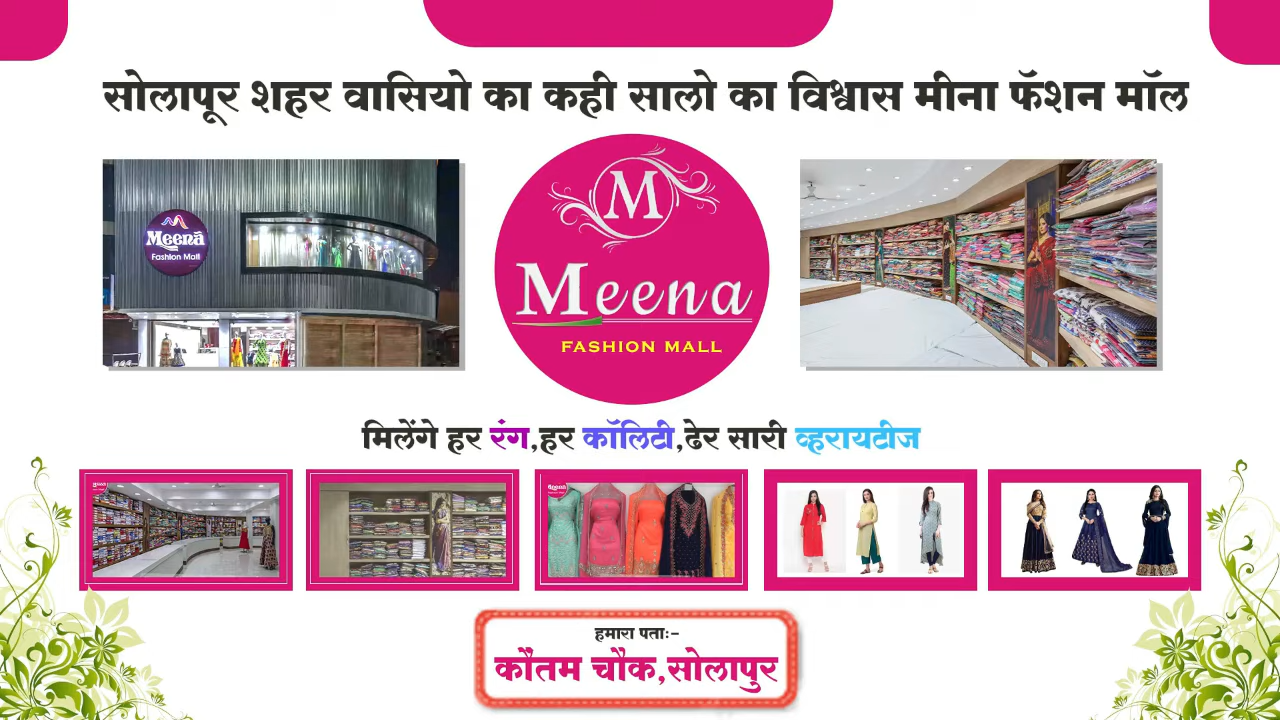 सोलापूर शहर वासियो का कही सालो का विश्वास मीना फॅशन मॉल
Meena
Fashion Mall
M
Meena
FASHION MALL
मिलेंगे हर रंग,हर कॉलिटी,ढेर सारी व्हरायटीज
हमारा पताः-
कौतम चौक,सोलापुर